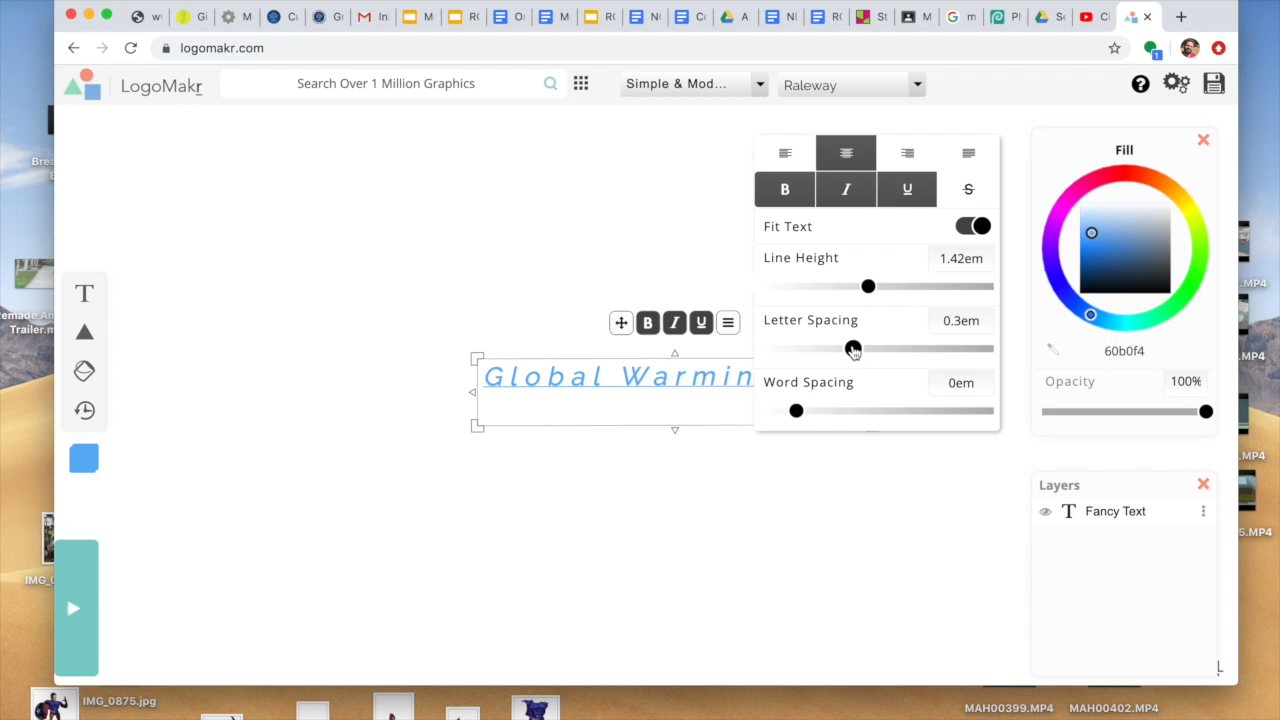 logomakr.com
LogoMakr
Search Over 1 Million Graphics
Simple & Mod...
Raleway
B I U S
Fit Text
Line Height 1.42em
Letter Spacing 0.3em
Word Spacing 0em
B I U
Global Warmin
Fill
60b0f4
Opacity 100%
Layers
T Fancy Text
T
IMG_0875.jpg
MAH00399.MP4
MAH00402.MP4
Trailer.m